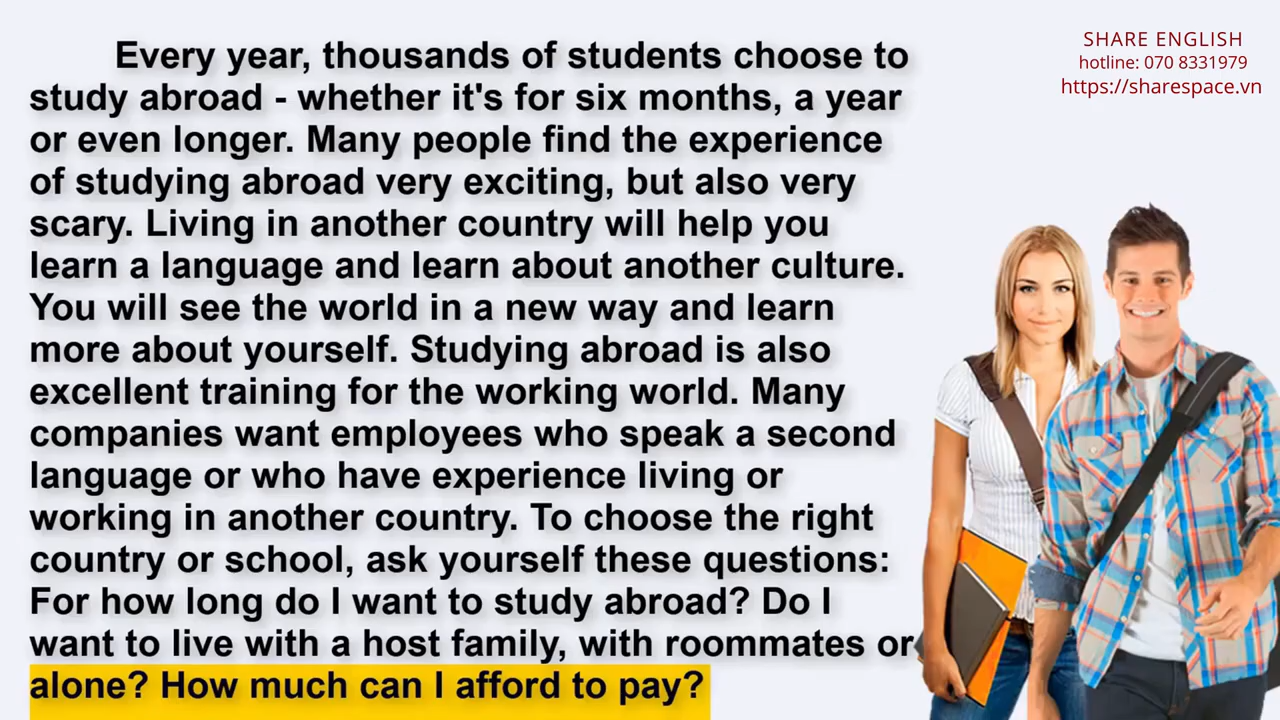 Every year, thousands of students choose to
study abroad - whether it's for six months, a year
or even longer. Many people find the experience
of studying abroad very exciting, but also very
scary. Living in another country will help you
learn a language and learn about another culture.
You will see the world in a new way and learn
more about yourself. Studying abroad is also
excellent training for the working world. Many
companies want employees who speak a second
language or who have experience living or
working in another country. To choose the right
country or school, ask yourself these questions:
For how long do I want to study abroad? Do I
want to live with a host family, with roommates or
alone? How much can I afford to pay?
SHARE ENGLISH
hotline: 070 8331979
https://sharespace.vn